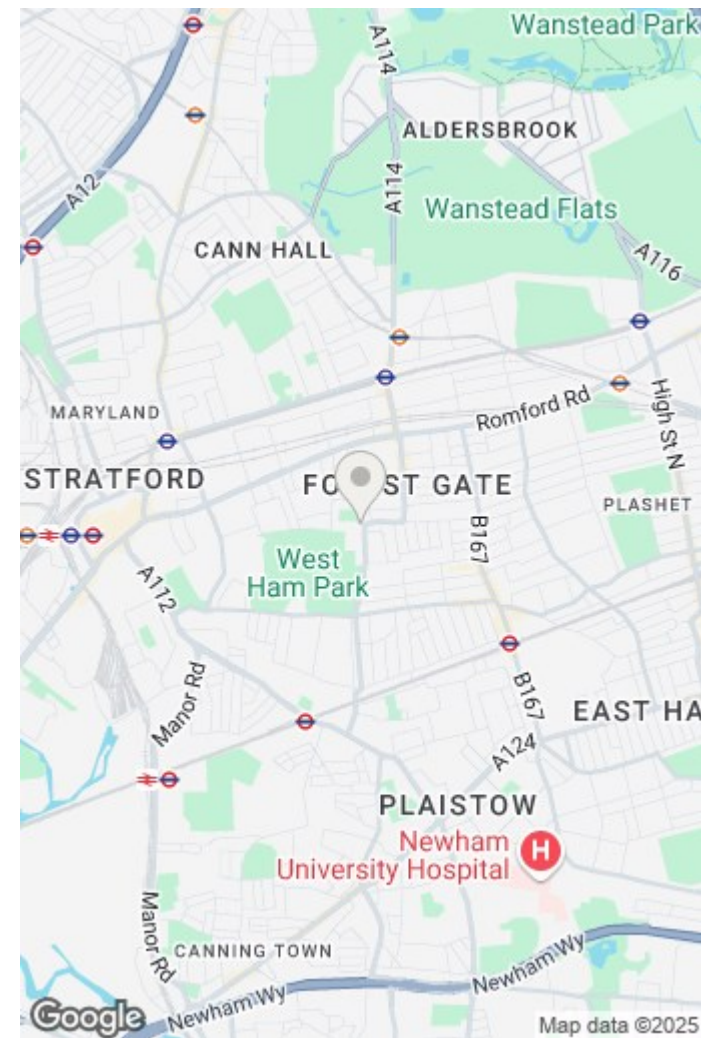 Wanstead Park
A114
ALDERSBROOK
A12
A114
Wanstead Flats
CANN HALL
A116
MARYLAND
Romford Rd
High St N
STRATFORD
FO ST GATE
PLASHET
B167
West
Ham Park
A112
Manor Rd
B167
EAST HA
A124
PLAISTOW
Newham
University Hospital
H
Manor Rd
CANNING TOWN
Newham Wy
Newham Wy
Google
Map data ©2025